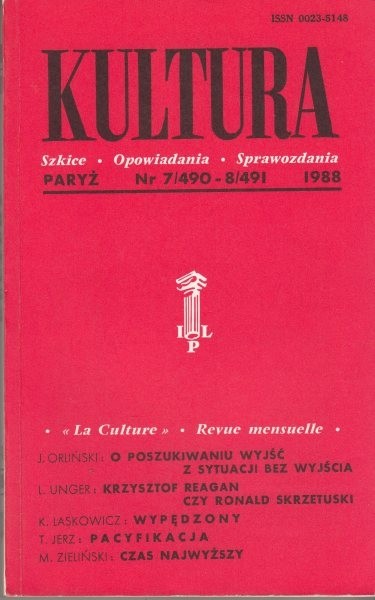 ISSN 0023-5148
KULTURA
Szkice • Opowiadania • Sprawozdania
PARYŻ Nr 7/490 - 8/491 1988
I L
P
• « La Culture » • Revue mensuelle •
J. ORLIŃSKI: O POSZUKIWANIU WYJŚĆ
Z SYTUACJI BEZ WYJŚCIA
L. UNGER: KRZYSZTOF REAGAN
CZY RONALD SKRZETUSKI
K. LASKOWICZ: WYPĘDZONY
T. JERZ: PACYFIKACJA
M. ZIELIŃSKI: CZAS NAJWYŻSZY